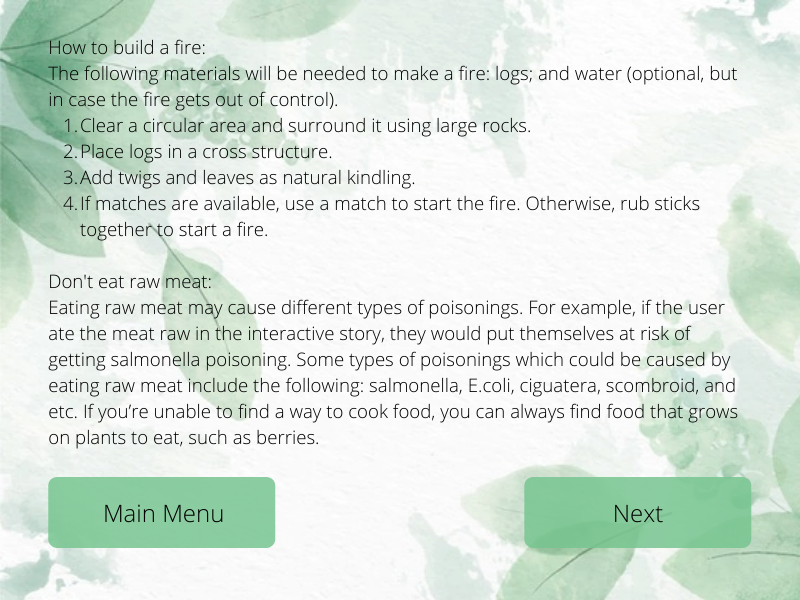 How to build a fire:
The following materials will be needed to make a fire: logs; and water (optional, but
in case the fire gets out of control).
1. Clear a circular area and surround it using large rocks.
2. Place logs in a cross structure.
3. Add twigs and leaves as natural kindling.
4. If matches are available, use a match to start the fire. Otherwise, rub sticks
together to start a fire.
Don't eat raw meat:
Eating raw meat may cause different types of poisonings. For example, if the user
ate the meat raw in the interactive story, they would put themselves at risk of
getting salmonella poisoning. Some types of poisonings which could be caused by
eating raw meat include the following: salmonella, E.coli, ciguatera, scombroid, and
etc. If you’re unable to find a way to cook food, you can always find food that grows
on plants to eat, such as berries.
Main Menu
Next